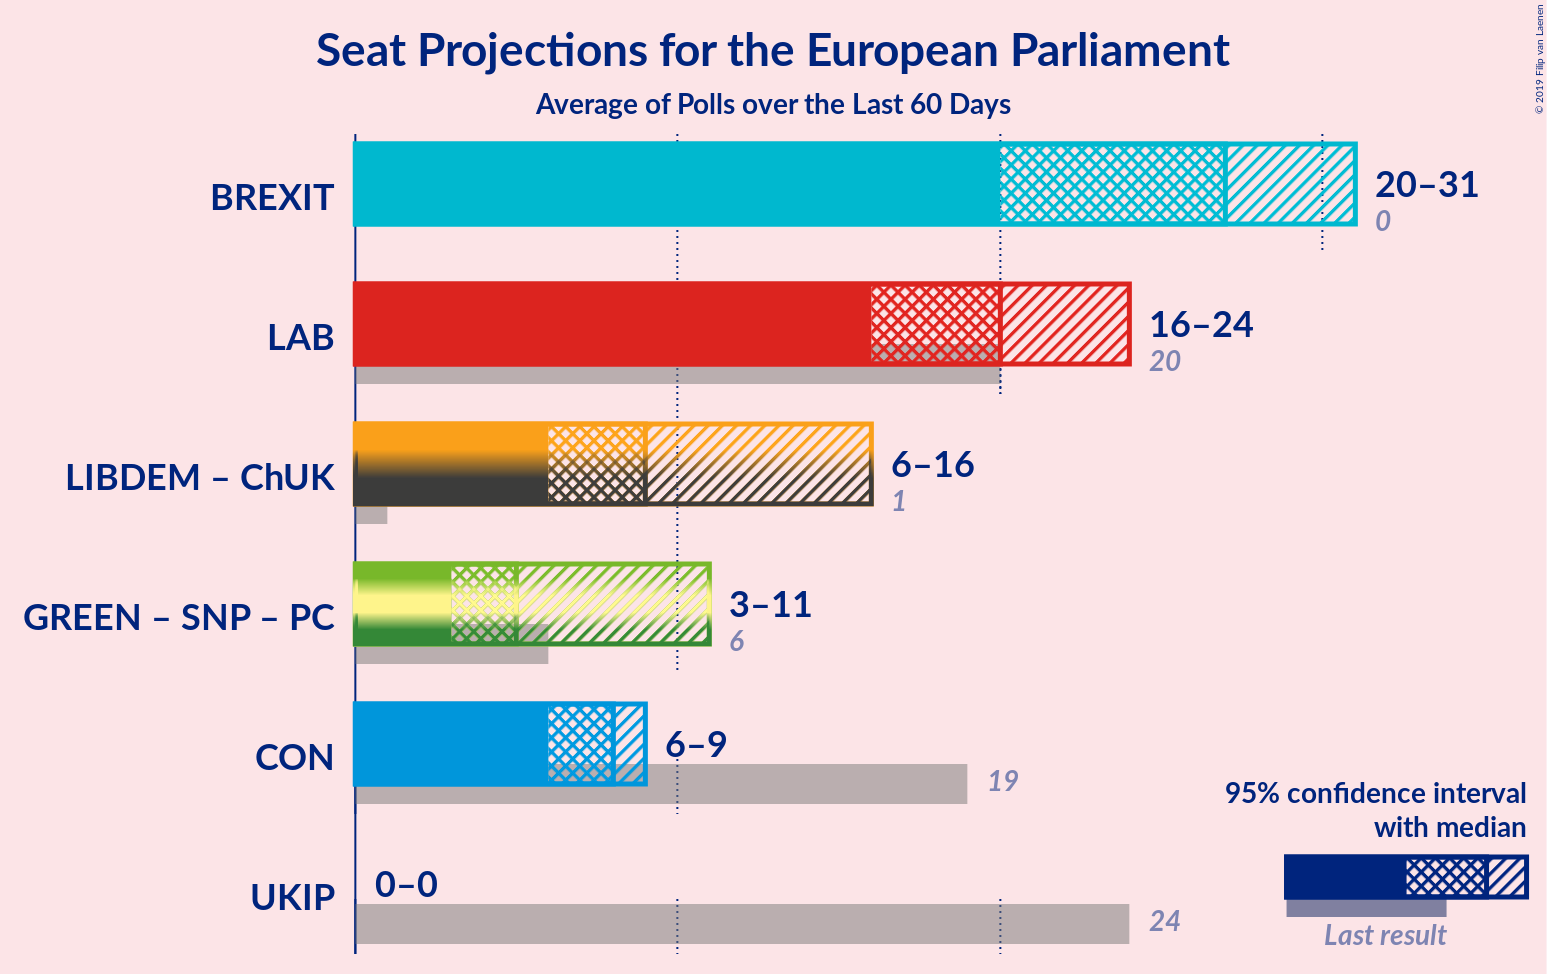 Seat Projections for the European Parliament
Average of Polls over the Last 60 Days
© 2019 Filip van Laenen
BREXIT
20–31
0
LAB
16–24
20
LIBDEM – ChUK
6–16
1
GREEN – SNP – PC
3–11
6
CON
6–9
19
UKIP
0–0
24
95% confidence interval
with median
Last result